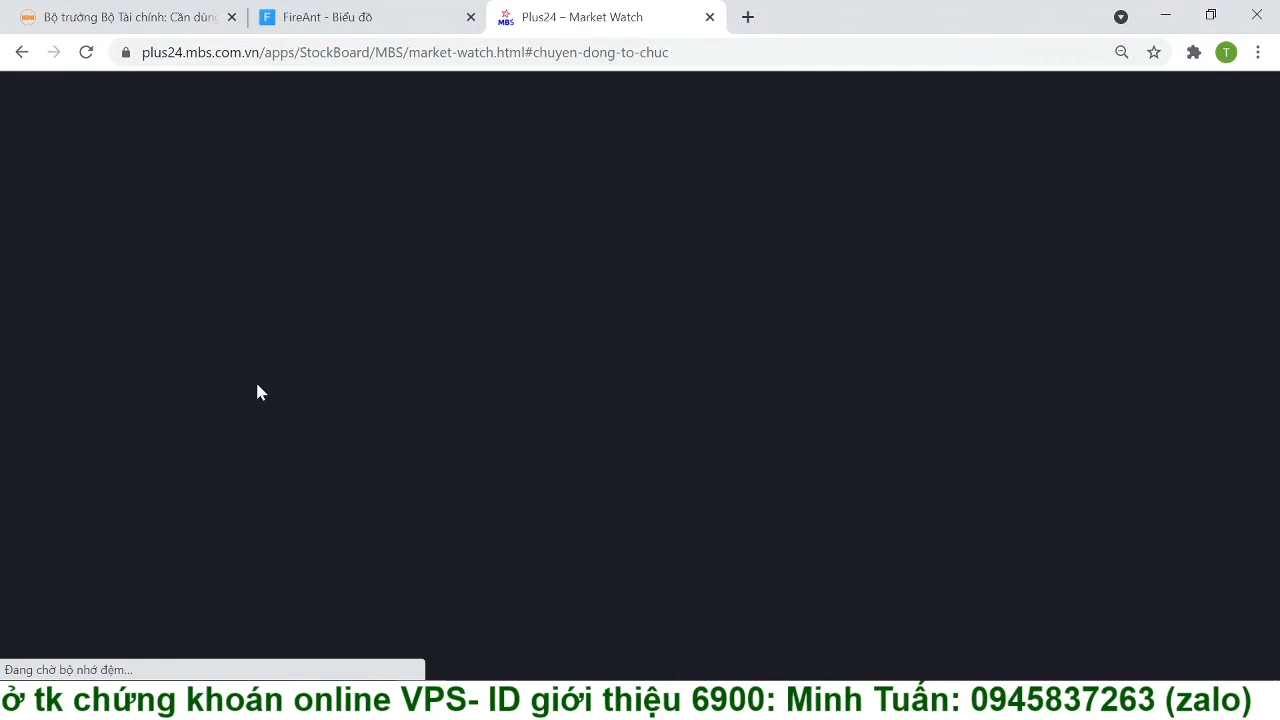 Bộ trưởng Bộ Tài chính: Cần dùng
FireAnt - Biểu đồ
MBS
Plus24 – Market Watch
plus24.mbs.com.vn/apps/StockBoard/MBS/market-watch.html#chuyen-dong-to-chuc
T
Đang chờ bộ nhớ đệm...
ở tk chứng khoán online VPS- ID giới thiệu 6900: Minh Tuấn: 0945837263 (zalo)